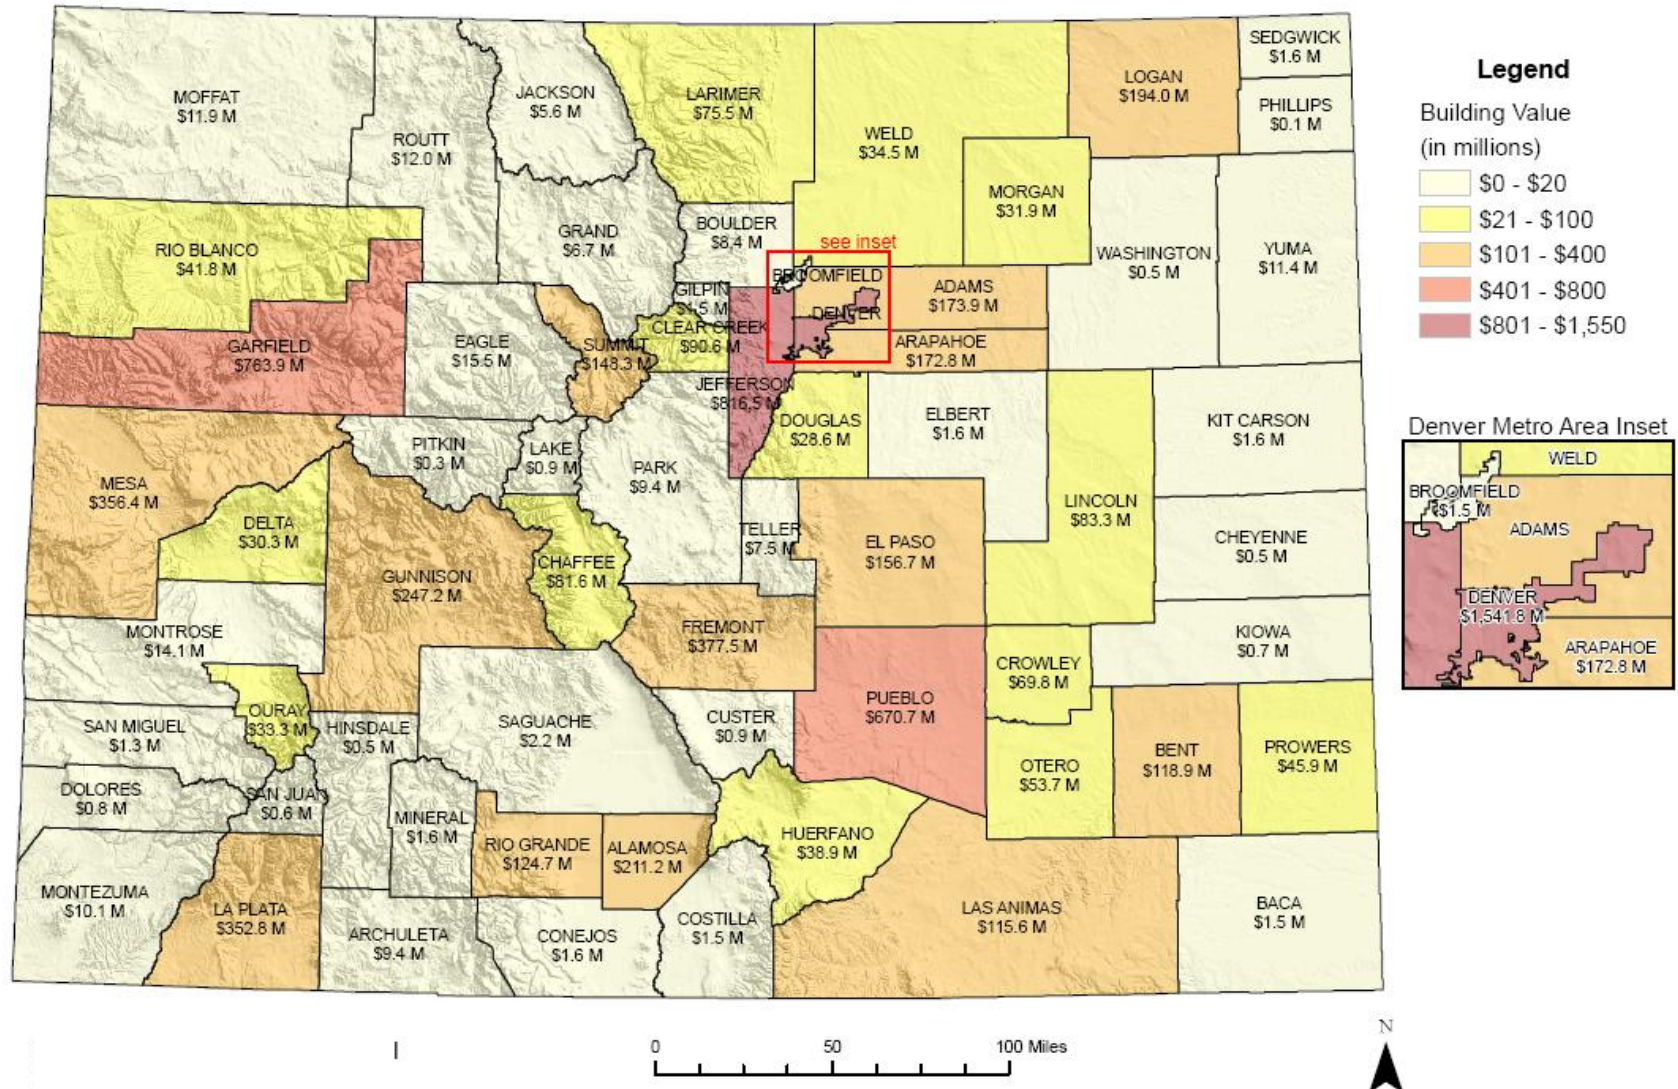 MOFFAT
$11.9 M
ROUTT
$12.0 M
JACKSON
$5.6 M
LARIMER
$75.5 M
WELD
$34.5 M
LOGAN
$194.0 M
SEDGWICK
$1.6 M
PHILLIPS
$0.1 M
MORGAN
$31.9 M
WASHINGTON
$0.5 M
YUMA
$11.4 M
RIO BLANCO
$41.8 M
GRAND
$6.7 M
BOULDER
$8.4 M
see inset
BROOMFIELD
GILPIN
$1.5 M
ADAMS
$173.9 M
DENVER
CLEAR CREEK
$90.6 M
ARAPAHOE
$172.8 M
GARFIELD
$763.9 M
EAGLE
$15.5 M
SUMMIT
$148.3 M
JEFFERSON
$816.5 M
DOUGLAS
$28.6 M
ELBERT
$1.6 M
KIT CARSON
$1.6 M
PITKIN
$0.3 M
LAKE
$0.9 M
PARK
$9.4 M
MESA
$356.4 M
DELTA
$30.3 M
LINCOLN
$83.3 M
TELLER
$7.5 M
EL PASO
$156.7 M
CHEYENNE
$0.5 M
GUNNISON
$247.2 M
CHAFFEE
$81.6 M
FREMONT
$377.5 M
MONTROSE
$14.1 M
KIOWA
$0.7 M
CROWLEY
$69.8 M
PUEBLO
$670.7 M
OURAY
$33.3 M
SAN MIGUEL
$1.3 M
HINSDALE
$0.5 M
SAGUACHE
$2.2 M
CUSTER
$0.9 M
OTERO
$53.7 M
BENT
$118.9 M
PROWERS
$45.9 M
DOLORES
$0.8 M
SAN JUAN
$0.6 M
MINERAL
$1.6 M
RIO GRANDE
$124.7 M
ALAMOSA
$211.2 M
HUERFANO
$38.9 M
MONTEZUMA
$10.1 M
LA PLATA
$352.8 M
ARCHULETA
$9.4 M
CONEJOS
$1.6 M
COSTILLA
$1.5 M
LAS ANIMAS
$115.6 M
BACA
$1.5 M
0 50 100 Miles
N
Legend
Building Value
(in millions)
$0 - $20
$21 - $100
$101 - $400
$401 - $800
$801 - $1,550
Denver Metro Area Inset
WELD
BROOMFIELD
$1.5 M
ADAMS
DENVER
$1,541.8 M
ARAPAHOE
$172.8 M